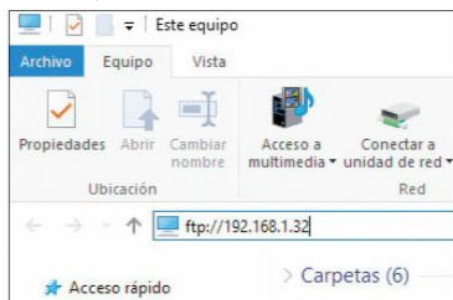 Este equipo
Archivo Equipo Vista
Propiedades Abrir Cambiar nombre Acceso a multimedia Conectar a unidad de red
Ubicación Red
ftp://192.168.1.32
Acceso rápido
Carpetas (6)